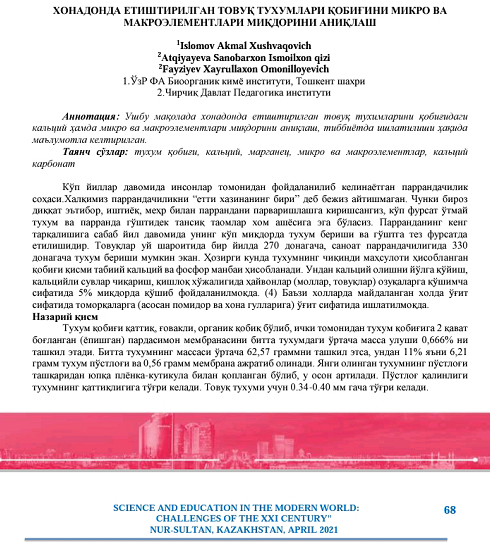 ХОНАДОНДА ЕТИШТИРИЛГАН ТОВУҚ ТУХУМЛАРИ ҚОБИҒИНИ МИКРО ВА
МАКРОЭЛЕМЕНТЛАРИ МИҚДОРИНИ АНИҚЛАШ
¹Islomov Akmal Xushvaqovich
²Atqiyayeva Sanobarxon Ismoilxon qizi
²Fayziyev Xayrullaxon Omonilloyevich
1.ЎзР ФА Биоорганик кимё институти, Тошкент шахри
2.Чирчиқ Давлат Педагогика институти
Аннотация: Ушбу мақолада хонадонда етиштирилган товуқ тухимларини қобиғидаги
кальций ҳамда микро ва макроэлементлари миқдорини аниқлаш, тиббиётда ишлатилиши ҳақида
маълумотла келтирилган.
Таянч сўзлар: тухум қобиғи, кальций, марганец, микро ва макроэлементлар, кальций
карбонат
Кўп йиллар давомида инсонлар томонидан фойдаланилиб келинаётган паррандачилик
соҳаси.Халқимиз паррандачиликни “етти хазинанинг бири” деб бежиз айтишмаган. Чунки бироз
диққат эътибор, иштиёқ, меҳр билан паррандани парваришлашга киришсангиз, кўп фурсат ўтмай
тухум ва парранда гўштидек тансиқ таомлар хом ашёсига эга бўласиз. Парранданинг кенг
тарқалишига сабаб йил давомида унинг кўп миқдорда тухум бериши ва гўштга тез фурсатда
етилишидир. Товуқлар уй шароитида бир йилда 270 донагача, саноат паррандачилигида 330
донагача тухум бериши мумкин экан. Ҳозирги кунда тухумнинг чиқинди маҳсулоти ҳисобланган
қобиғи қисми табиий кальций ва фосфор манбаи ҳисобланади. Ундан кальций олишни йўлга қўйиш,
кальцийли сувлар чиқариш, қишлоқ хўжалигида ҳайвонлар (моллар, товуқлар) озуқаларга қўшимча
сифатида 5% миқдорда қўшиб фойдаланилмоқда. (4) Баъзи холларда майдаланган холда ўғит
сифатида томорқаларга (асосан помидор ва хона гулларига) ўғит сифатида ишлатилмоқда.
Назарий қисм
Тухум қобиғи қаттиқ, ғовакли, органик қобиқ бўлиб, ички томонидан тухум қобиғига 2 қават
боғланган (ёпишган) пардасимон мембранасини битта тухумдаги ўртача масса улуши 0,666% ни
ташкил этади. Битта тухумнинг массаси ўртача 62,57 граммни ташкил этса, ундан 11% яъни 6,21
грамм тухум пўстлоғи ва 0,56 грамм мембрана ажратиб олинади. Янги олинган тухумнинг пўстлоғи
ташқаридан юпқа плёнка-кутикула билан қопланган бўлиб, у осон артилади. Пўстлоғ қалинлиги
тухумнинг қаттиқлигига тўғри келади. Товуқ тухуми учун 0.34-0.40 мм гача тўғри келади.
SCIENCE AND EDUCATION IN THE MODERN WORLD:
CHALLENGES OF THE XXI CENTURY"
NUR-SULTAN, KAZAKHSTAN, APRIL 2021
68